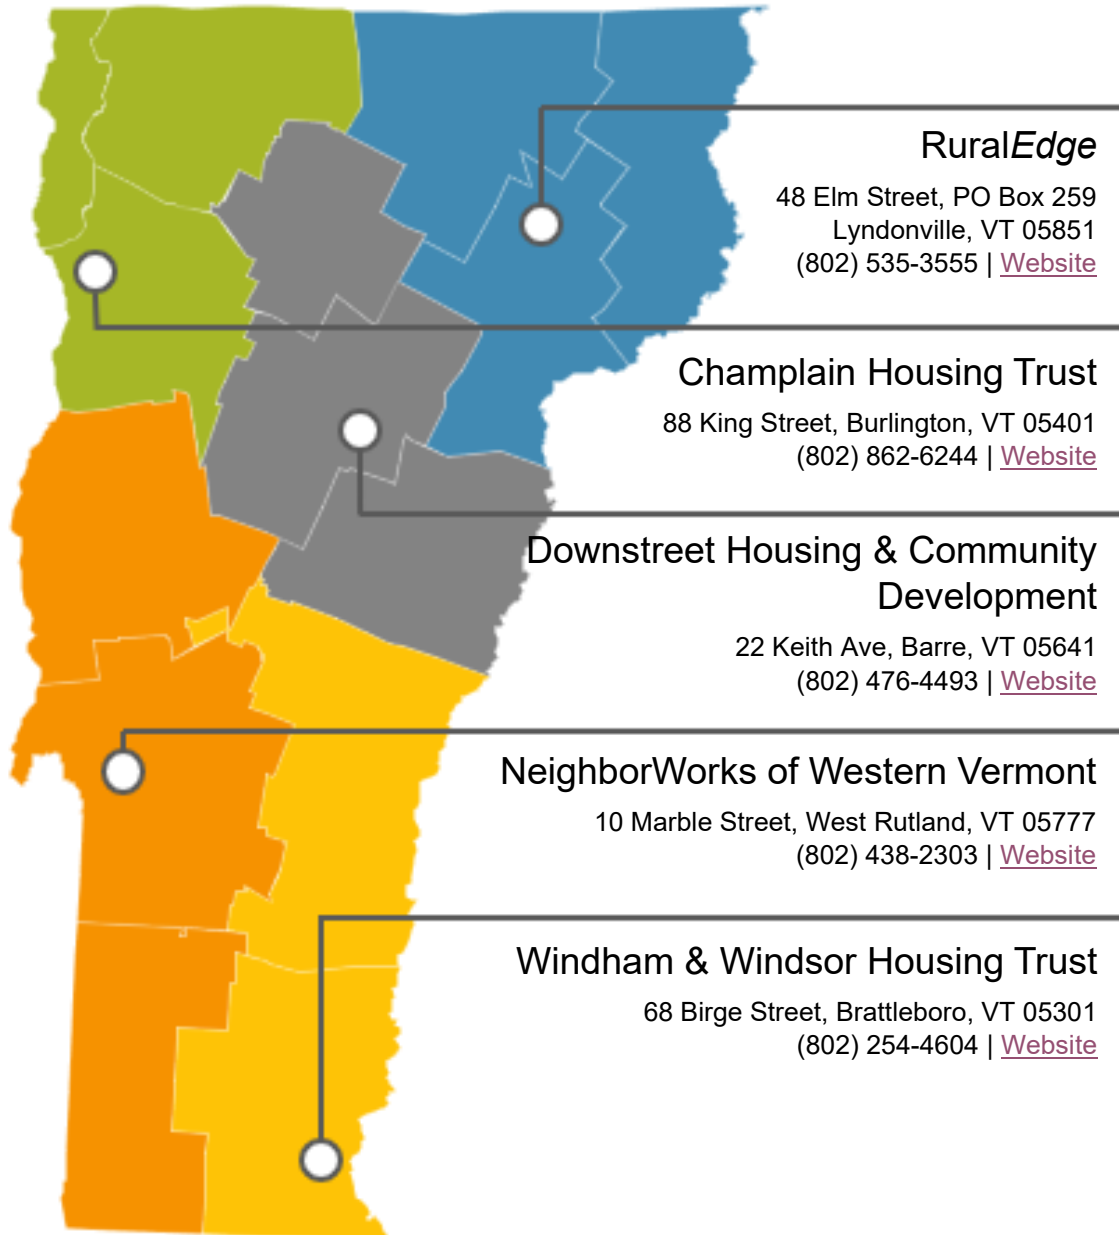 RuralEdge
48 Elm Street, PO Box 259
Lyndonville, VT 05851
(802) 535-3555 | Website
Champlain Housing Trust
88 King Street, Burlington, VT 05401
(802) 862-6244 | Website
Downstreet Housing & Community
Development
22 Keith Ave, Barre, VT 05641
(802) 476-4493 | Website
NeighborWorks of Western Vermont
10 Marble Street, West Rutland, VT 05777
(802) 438-2303 | Website
Windham & Windsor Housing Trust
68 Birge Street, Brattleboro, VT 05301
(802) 254-4604 | Website